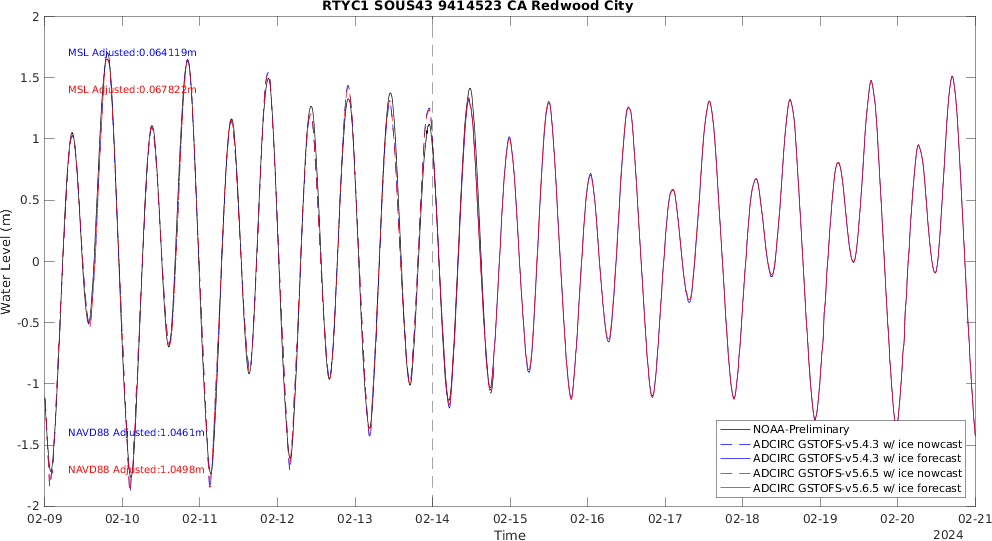 RTYC1 SOUS43 9414523 CA Redwood City
2
1.5
1
0.5
0
-0.5
-1
-1.5
-2
Water Level (m)
MSL Adjusted:0.064119m
MSL Adjusted:0.067822m
NAVD88 Adjusted:1.0461m
NAVD88 Adjusted:1.0498m
NOAA-Preliminary
ADCIRC GSTOFS-v5.4.3 w/ ice nowcast
ADCIRC GSTOFS-v5.4.3 w/ ice forecast
ADCIRC GSTOFS-v5.6.5 w/ ice nowcast
ADCIRC GSTOFS-v5.6.5 w/ ice forecast
02-09 02-10 02-11 02-12 02-13 02-14 02-15 02-16 02-17 02-18 02-19 02-20 02-21
Time
2024